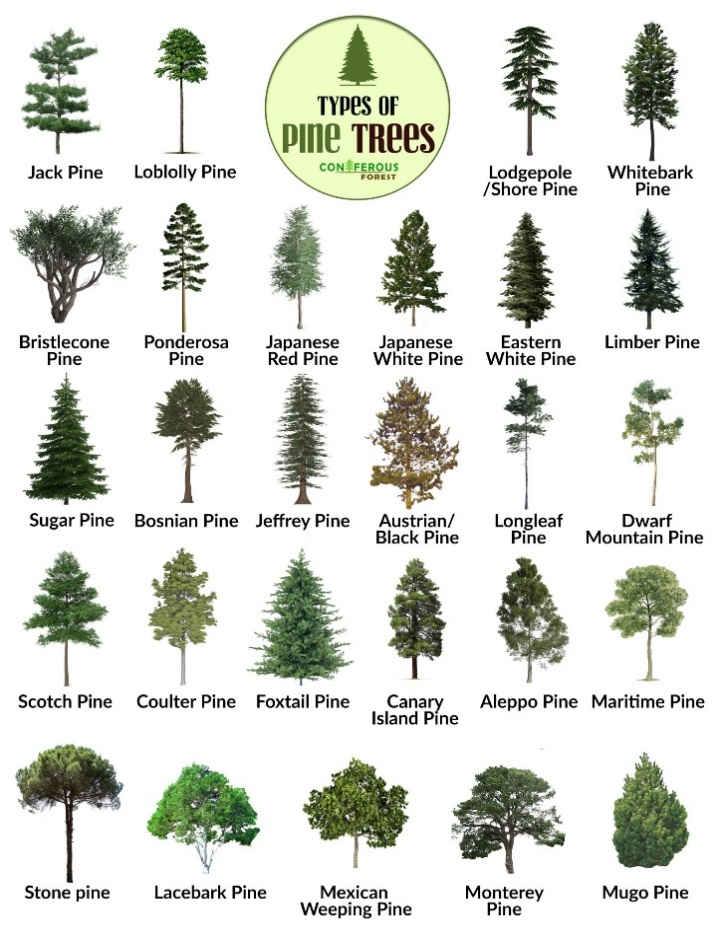 TYPES OF
PINE TREES
CONIFEROUS
FOREST
Jack Pine
Loblolly Pine
Lodgepole
/Shore Pine
Whitebark
Pine
Bristlecone
Pine
Ponderosa
Pine
Japanese
Red Pine
Japanese
White Pine
Eastern
White Pine
Limber Pine
Sugar Pine
Bosnian Pine
Jeffrey Pine
Austrian/
Black Pine
Longleaf
Pine
Dwarf
Mountain Pine
Scotch Pine
Coulter Pine
Foxtail Pine
Canary
Island Pine
Aleppo Pine
Maritime Pine
Stone pine
Lacebark Pine
Mexican
Weeping Pine
Monterey
Pine
Mugo Pine